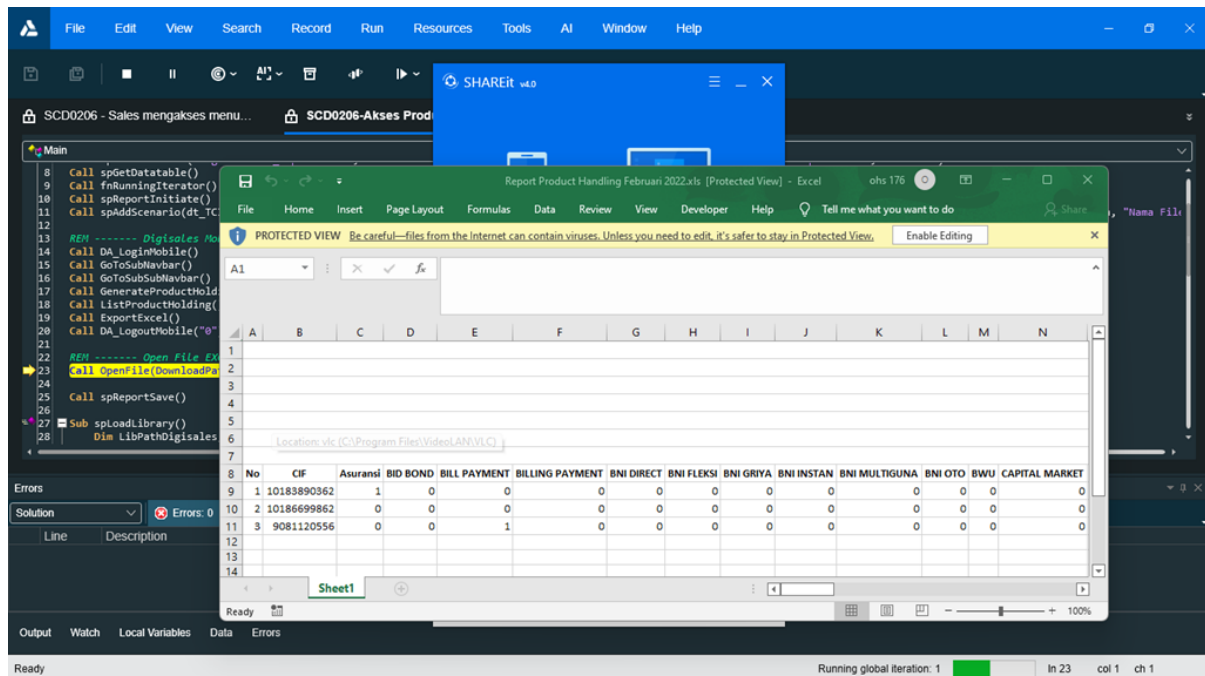 File Edit View Search Record Run Resources Tools AI Window Help
SHAREit v4.0
SCD0206 - Sales mengakses menu...
SCD0206-Akses Prod
Main
8 Call spGetDatatable()
9 Call fnRunningIterator()
10 Call spReportInitiate()
11 Call spAddScenario(dt_TC
, "Nama File
12
13 REM ------- Digisales Mo
14 Call DA_LoginMobile()
15 Call GoToSubNavbar()
16 Call GoToSubSubNavbar()
17 Call GenerateProductHold
18 Call ListProductHolding(
19 Call ExportExcel()
20 Call DA_LogoutMobile("0"
21
22 REM ------- Open File EX
23 Call OpenFile(DownloadPa
24
25 Call spReportSave()
26
27 Sub spLoadLibrary()
28 Dim LibPathDigisales
Report Product Handling Februari 2022.xls [Protected View] - Excel
ohs 176
File Home Insert Page Layout Formulas Data Review View Developer Help Tell me what you want to do Share
PROTECTED VIEW Be careful—files from the Internet can contain viruses. Unless you need to edit, it's safer to stay in Protected View. Enable Editing
A1 fx
A B C D E F G H I J K L M N
1
2
3
4
5
6 Location: vlc (C:\Program Files\VideoLAN\VLC)
7
8 No CIF Asuransi BID BOND BILL PAYMENT BILLING PAYMENT BNI DIRECT BNI FLEKSI BNI GRIYA BNI INSTAN BNI MULTIGUNA BNI OTO BWU CAPITAL MARKET
9 1 10183890362 1 0 0 0 0 0 0 0 0 0 0 0
10 2 10186699862 0 0 0 0 0 0 0 0 0 0 0 0
11 3 9081120556 0 0 1 0 0 0 0 0 0 0 0 0
12
13
14
Sheet1
Ready
100%
Errors
Solution
Errors: 0
Line Description
Output Watch Local Variables Data Errors
Ready
Running global iteration: 1
ln 23 col 1 ch 1